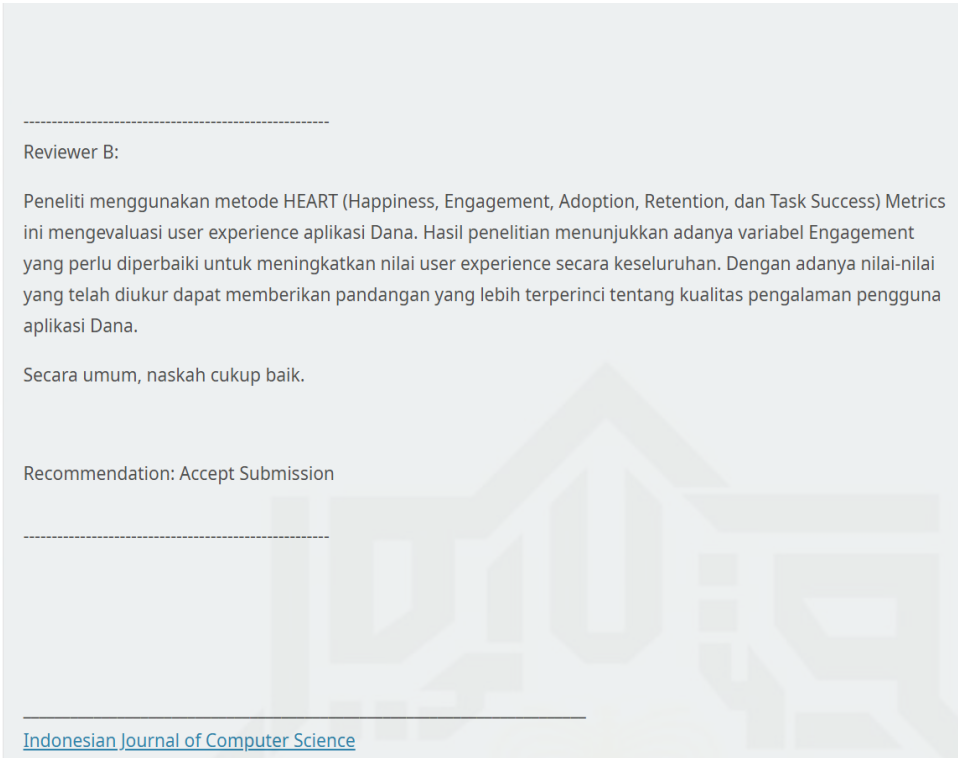 ------------------------------------------------------
Reviewer B:
Peneliti menggunakan metode HEART (Happiness, Engagement, Adoption, Retention, dan Task Success) Metrics
ini mengevaluasi user experience aplikasi Dana. Hasil penelitian menunjukkan adanya variabel Engagement
yang perlu diperbaiki untuk meningkatkan nilai user experience secara keseluruhan. Dengan adanya nilai-nilai
yang telah diukur dapat memberikan pandangan yang lebih terperinci tentang kualitas pengalaman pengguna
aplikasi Dana.
Secara umum, naskah cukup baik.
Recommendation: Accept Submission
------------------------------------------------------
________________________________________________________________________
Indonesian Journal of Computer Science